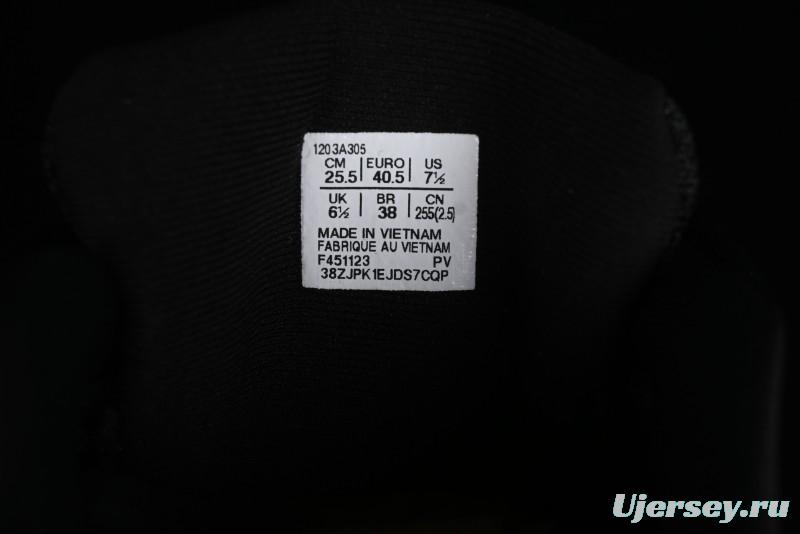 1203A305
CM | EURO | US
25.5 | 40.5 | 7½
UK | BR | CN
6½ | 38 | 255(2.5)
MADE IN VIETNAM
FABRIQUE AU VIETNAM
F451123 PV
38ZJPK1EJDS7CQP
Ujersey.ru